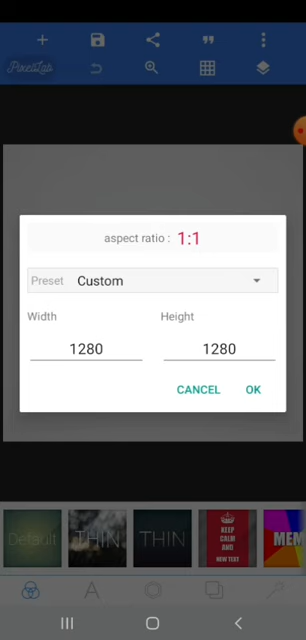 PixelLab
aspect ratio : 1:1
Preset Custom
Width Height
1280 1280
CANCEL OK
Default THIN THIN KEEP CALM AND NOW TEXT MEM